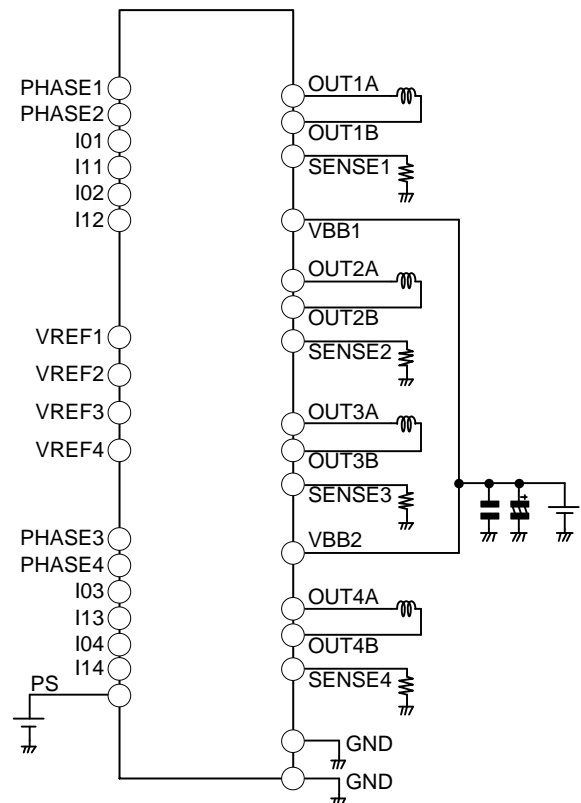 PHASE1
PHASE2
I01
I11
I02
I12
VREF1
VREF2
VREF3
VREF4
PHASE3
PHASE4
I03
I13
I04
I14
PS
OUT1A
OUT1B
SENSE1
VBB1
OUT2A
OUT2B
SENSE2
OUT3A
OUT3B
SENSE3
VBB2
OUT4A
OUT4B
SENSE4
GND
GND
+